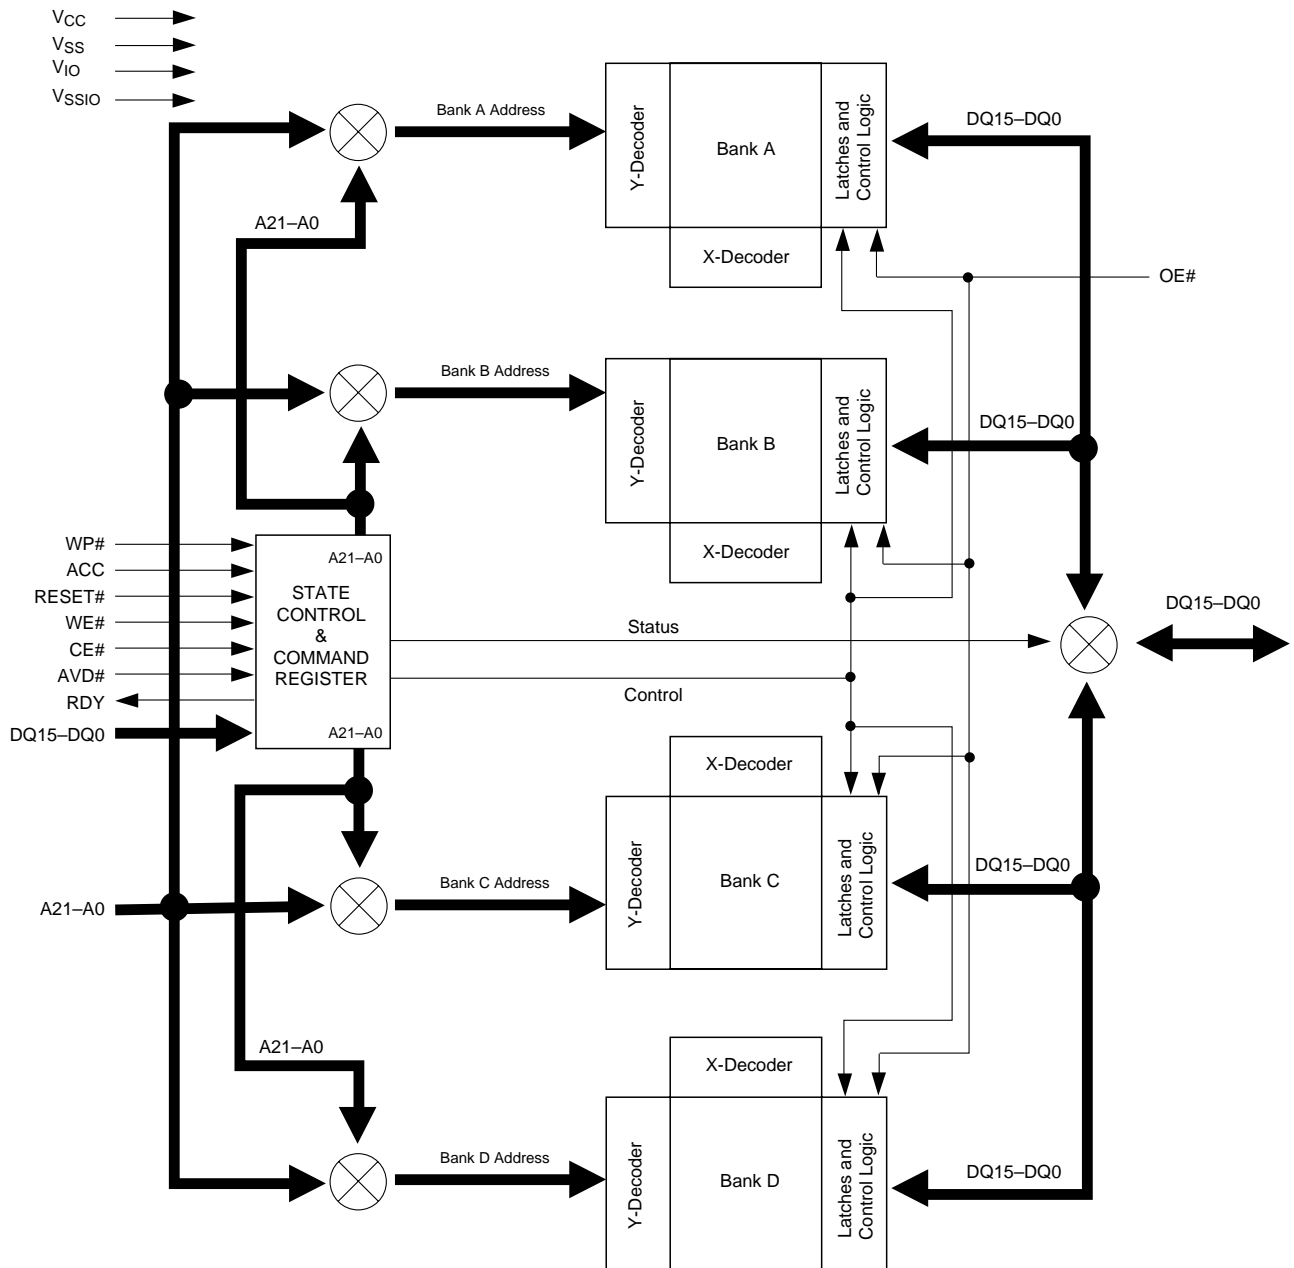 VCC
VSS
VIO
VSSIO
Bank A Address
Y-Decoder
Bank A
Latches and
Control Logic
X-Decoder
DQ15–DQ0
A21–A0
OE#
Bank B Address
Y-Decoder
Bank B
Latches and
Control Logic
X-Decoder
DQ15–DQ0
WP#
ACC
RESET#
WE#
CE#
AVD#
RDY
DQ15–DQ0
A21–A0
STATE
CONTROL
&
COMMAND
REGISTER
A21–A0
Status
Control
DQ15–DQ0
X-Decoder
Bank C Address
Y-Decoder
Bank C
Latches and
Control Logic
DQ15–DQ0
A21–A0
A21–A0
X-Decoder
Bank D Address
Y-Decoder
Bank D
Latches and
Control Logic
DQ15–DQ0